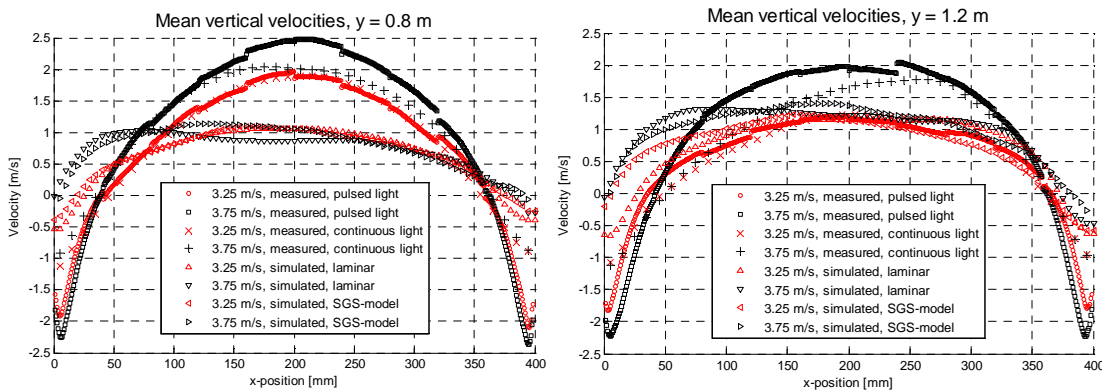 Mean vertical velocities, y = 0.8 m
2.5
2
1.5
1
0.5
0
-0.5
-1
-1.5
-2
-2.5
Velocity [m/s]
3.25 m/s, measured, pulsed light
3.75 m/s, measured, pulsed light
3.25 m/s, measured, continuous light
3.75 m/s, measured, continuous light
3.25 m/s, simulated, laminar
3.75 m/s, simulated, laminar
3.25 m/s, simulated, SGS-model
3.75 m/s, simulated, SGS-model
0 50 100 150 200 250 300 350 400
x-position [mm]
Mean vertical velocities, y = 1.2 m
2.5
2
1.5
1
0.5
0
-0.5
-1
-1.5
-2
-2.5
Velocity [m/s]
3.25 m/s, measured, pulsed light
3.75 m/s, measured, pulsed light
3.25 m/s, measured, continuous light
3.75 m/s, measured, continuous light
3.25 m/s, simulated, laminar
3.75 m/s, simulated, laminar
3.25 m/s, simulated, SGS-model
3.75 m/s, simulated, SGS-model
0 50 100 150 200 250 300 350 400
x-position [mm]